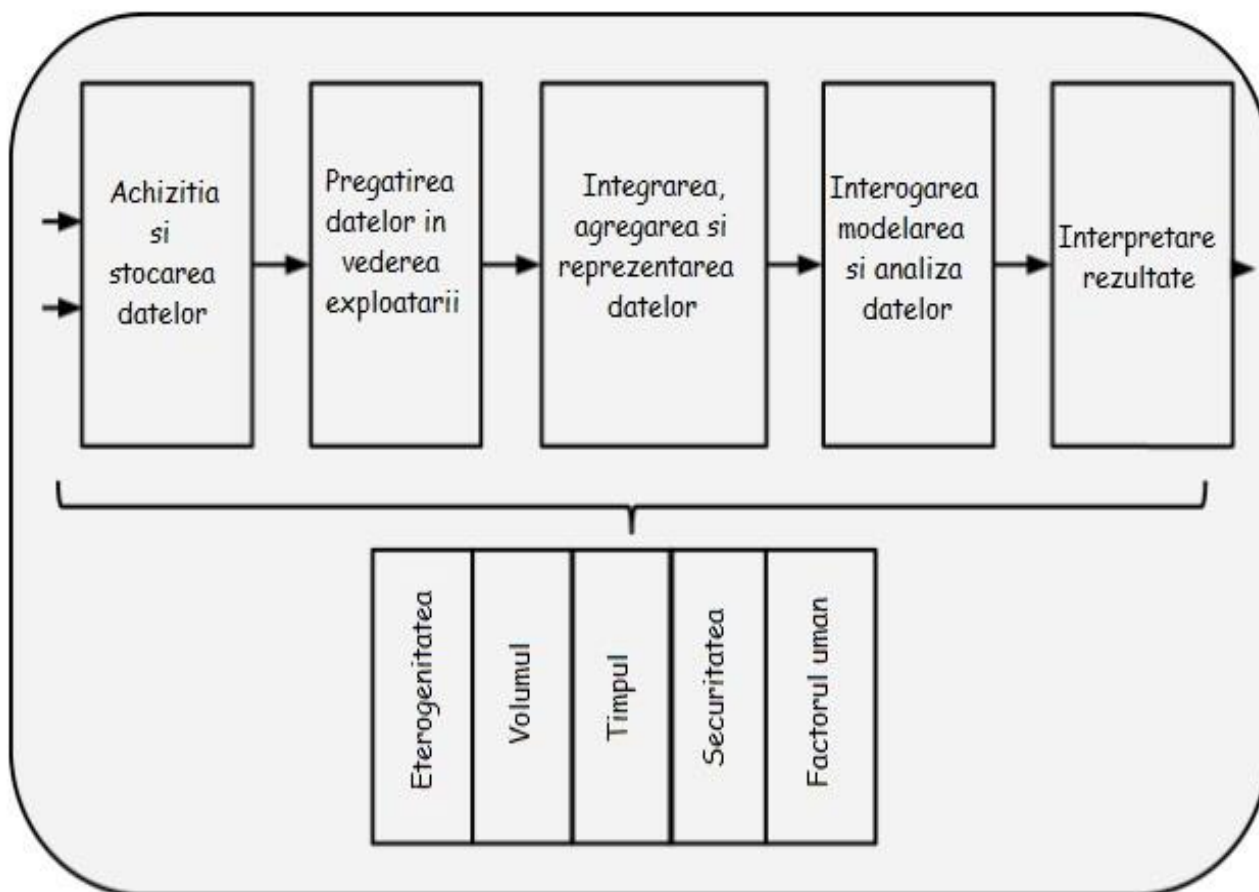 Achizitia
si
stocarea
datelor
Pregatirea
datelor in
vederea
exploatarii
Integrarea,
agregarea si
reprezentarea
datelor
Interogarea
modelarea
si analiza
datelor
Interpretare
rezultate
Eterogenitatea
Volumul
Timpul
Securitatea
Factorul uman